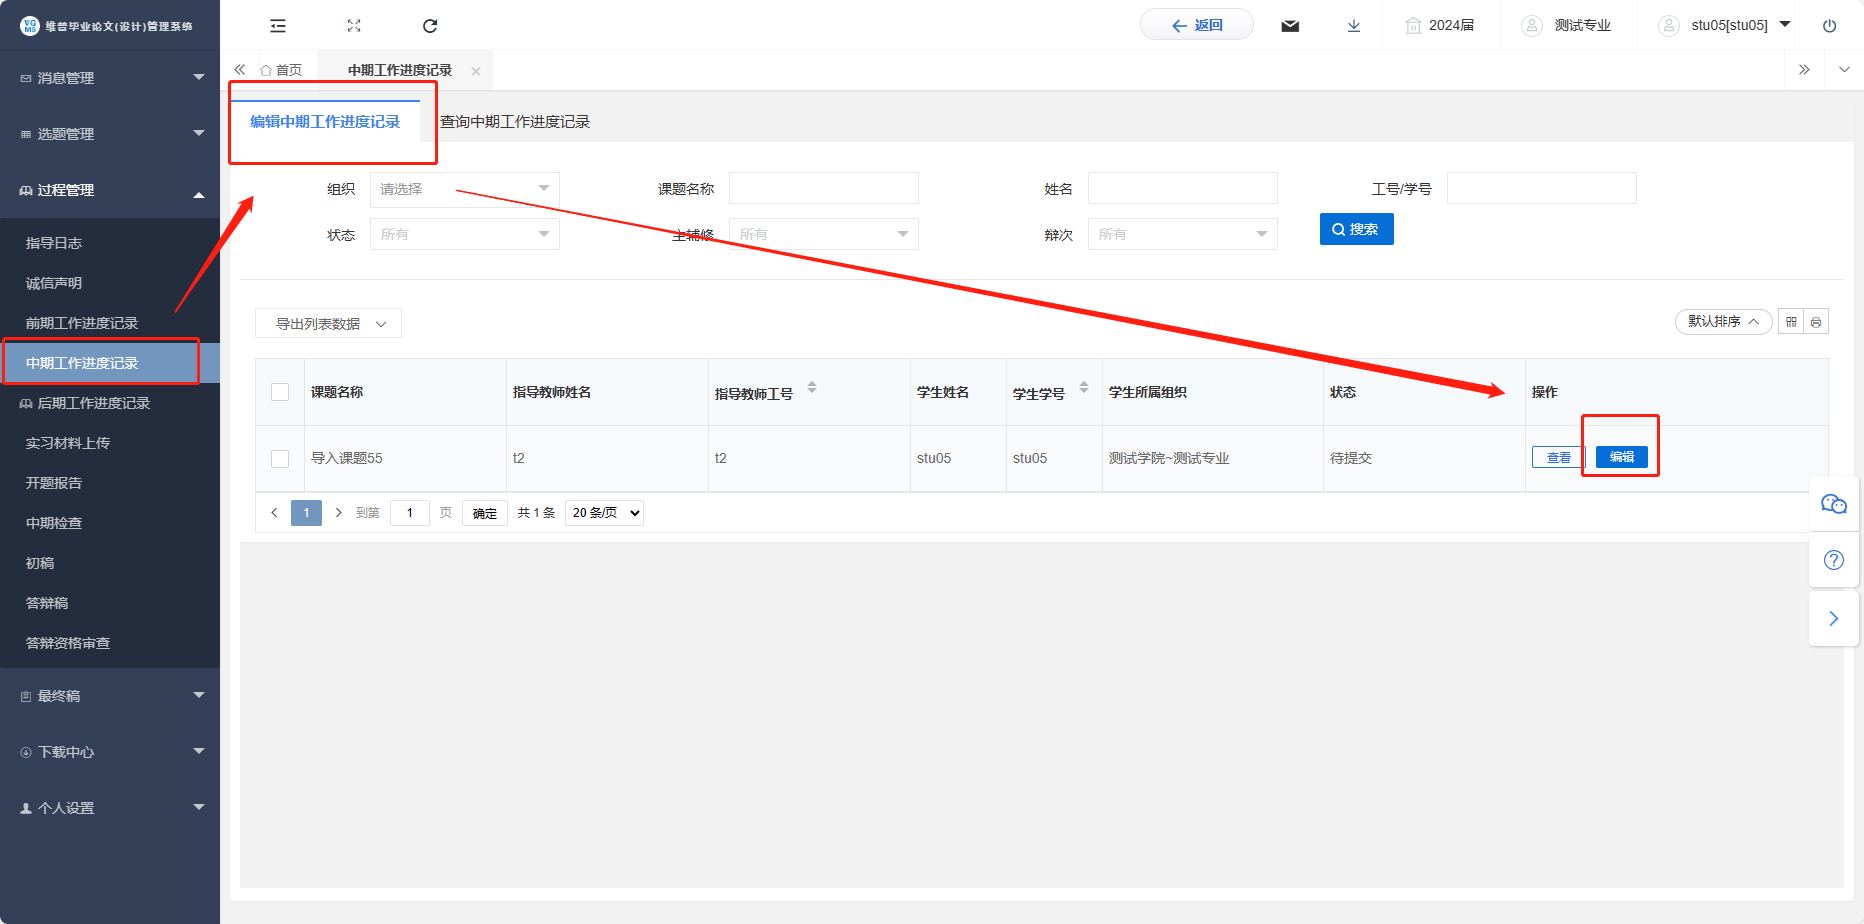 VG
MS
维普毕业论文(设计)管理系统
返回
2024届
测试专业
stu05[stu05]
首页
中期工作进度记录
消息管理
选题管理
过程管理
指导日志
诚信声明
前期工作进度记录
中期工作进度记录
后期工作进度记录
实习材料上传
开题报告
中期检查
初稿
答辩稿
答辩资格审查
最终稿
下载中心
个人设置
编辑中期工作进度记录
查询中期工作进度记录
组织 请选择 课题名称 姓名 工号/学号
状态 所有 主辅修 所有 辩次 所有 搜索
导出列表数据
默认排序
课题名称 指导教师姓名 指导教师工号 学生姓名 学生学号 学生所属组织 状态 操作
导入课题55 t2 t2 stu05 stu05 测试学院~测试专业 待提交 查看 编辑
1 到第 1 页 确定 共 1 条 20 条/页